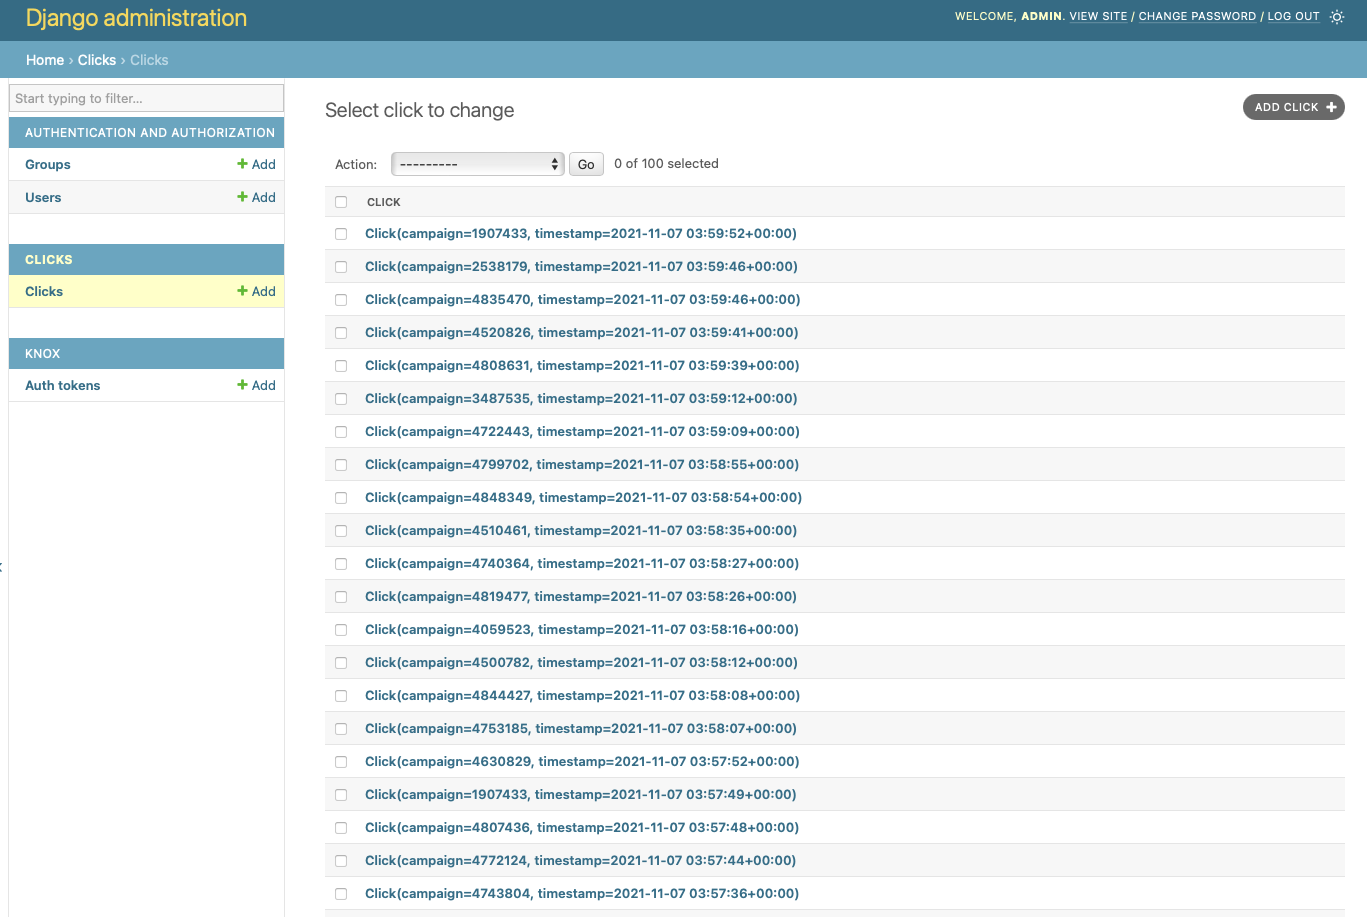 Django administration
WELCOME, ADMIN. VIEW SITE / CHANGE PASSWORD / LOG OUT
Home › Clicks › Clicks
Start typing to filter...
AUTHENTICATION AND AUTHORIZATION
Groups + Add
Users + Add
CLICKS
Clicks + Add
KNOX
Auth tokens + Add
Select click to change
ADD CLICK +
Action: --------- Go 0 of 100 selected
CLICK
Click(campaign=1907433, timestamp=2021-11-07 03:59:52+00:00)
Click(campaign=2538179, timestamp=2021-11-07 03:59:46+00:00)
Click(campaign=4835470, timestamp=2021-11-07 03:59:46+00:00)
Click(campaign=4520826, timestamp=2021-11-07 03:59:41+00:00)
Click(campaign=4808631, timestamp=2021-11-07 03:59:39+00:00)
Click(campaign=3487535, timestamp=2021-11-07 03:59:12+00:00)
Click(campaign=4722443, timestamp=2021-11-07 03:59:09+00:00)
Click(campaign=4799702, timestamp=2021-11-07 03:58:55+00:00)
Click(campaign=4848349, timestamp=2021-11-07 03:58:54+00:00)
Click(campaign=4510461, timestamp=2021-11-07 03:58:35+00:00)
Click(campaign=4740364, timestamp=2021-11-07 03:58:27+00:00)
Click(campaign=4819477, timestamp=2021-11-07 03:58:26+00:00)
Click(campaign=4059523, timestamp=2021-11-07 03:58:16+00:00)
Click(campaign=4500782, timestamp=2021-11-07 03:58:12+00:00)
Click(campaign=4844427, timestamp=2021-11-07 03:58:08+00:00)
Click(campaign=4753185, timestamp=2021-11-07 03:58:07+00:00)
Click(campaign=4630829, timestamp=2021-11-07 03:57:52+00:00)
Click(campaign=1907433, timestamp=2021-11-07 03:57:49+00:00)
Click(campaign=4807436, timestamp=2021-11-07 03:57:48+00:00)
Click(campaign=4772124, timestamp=2021-11-07 03:57:44+00:00)
Click(campaign=4743804, timestamp=2021-11-07 03:57:36+00:00)